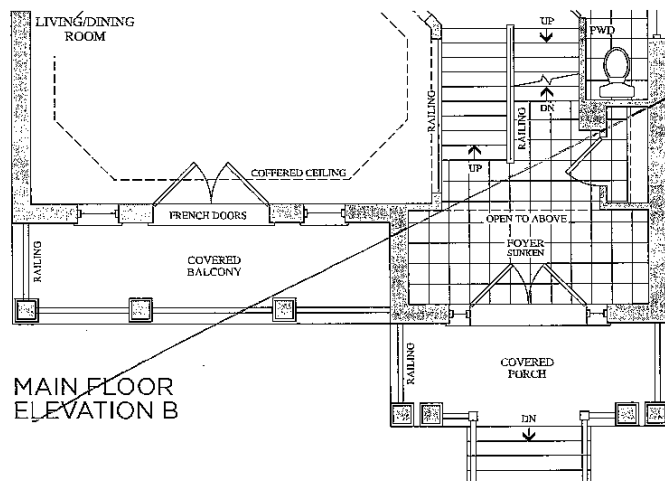 LIVING/DINING
ROOM
UP
PWD
DN
RAILING
RAILING
UP
COFFERED CEILING
FRENCH DOORS
OPEN TO ABOVE
FOYER
SUNKEN
RAILING
COVERED
BALCONY
RAILING
COVERED
PORCH
MAIN FLOOR
ELEVATION B
DN